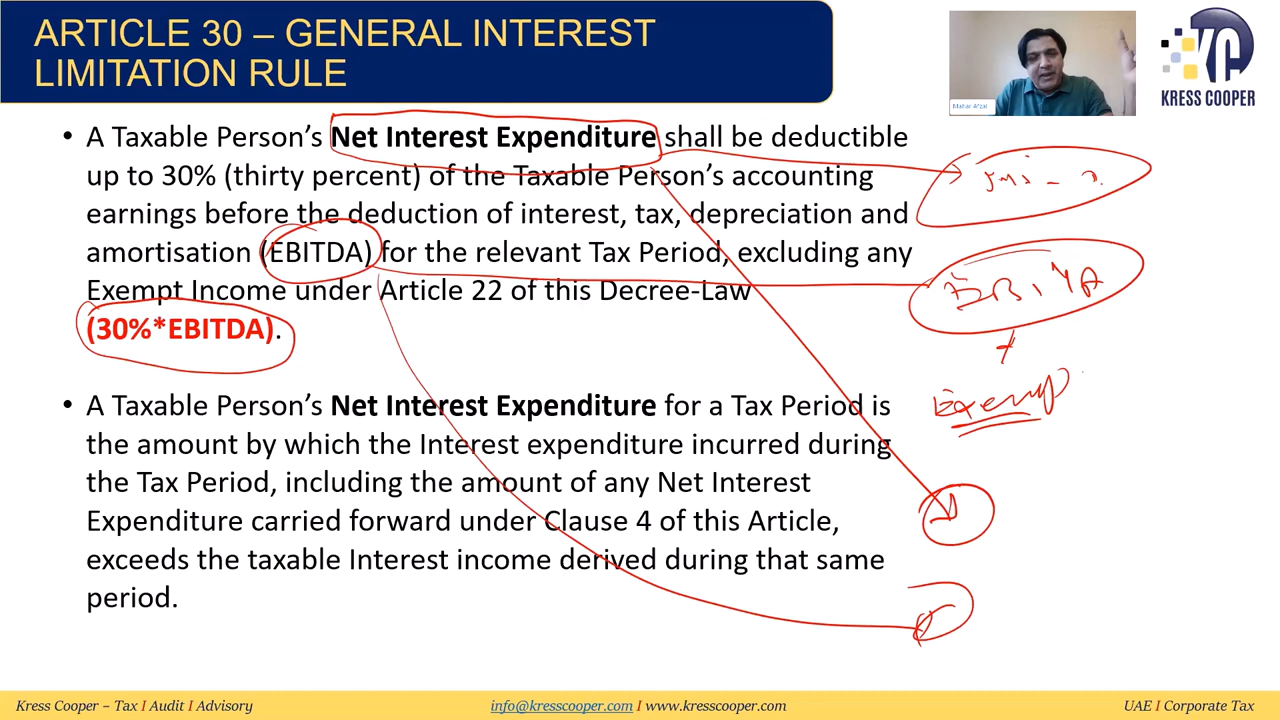 ARTICLE 30 – GENERAL INTEREST
LIMITATION RULE
Mahar Afzal
KC
KRESS COOPER
• A Taxable Person’s Net Interest Expenditure shall be deductible
up to 30% (thirty percent) of the Taxable Person’s accounting
earnings before the deduction of interest, tax, depreciation and
amortisation (EBITDA) for the relevant Tax Period, excluding any
Exempt Income under Article 22 of this Decree-Law
(30%*EBITDA).
Exemp
• A Taxable Person’s Net Interest Expenditure for a Tax Period is
the amount by which the Interest expenditure incurred during
the Tax Period, including the amount of any Net Interest
Expenditure carried forward under Clause 4 of this Article,
exceeds the taxable Interest income derived during that same
period.
Kress Cooper – Tax I Audit I Advisory
info@kresscooper.com I www.kresscooper.com
UAE I Corporate Tax